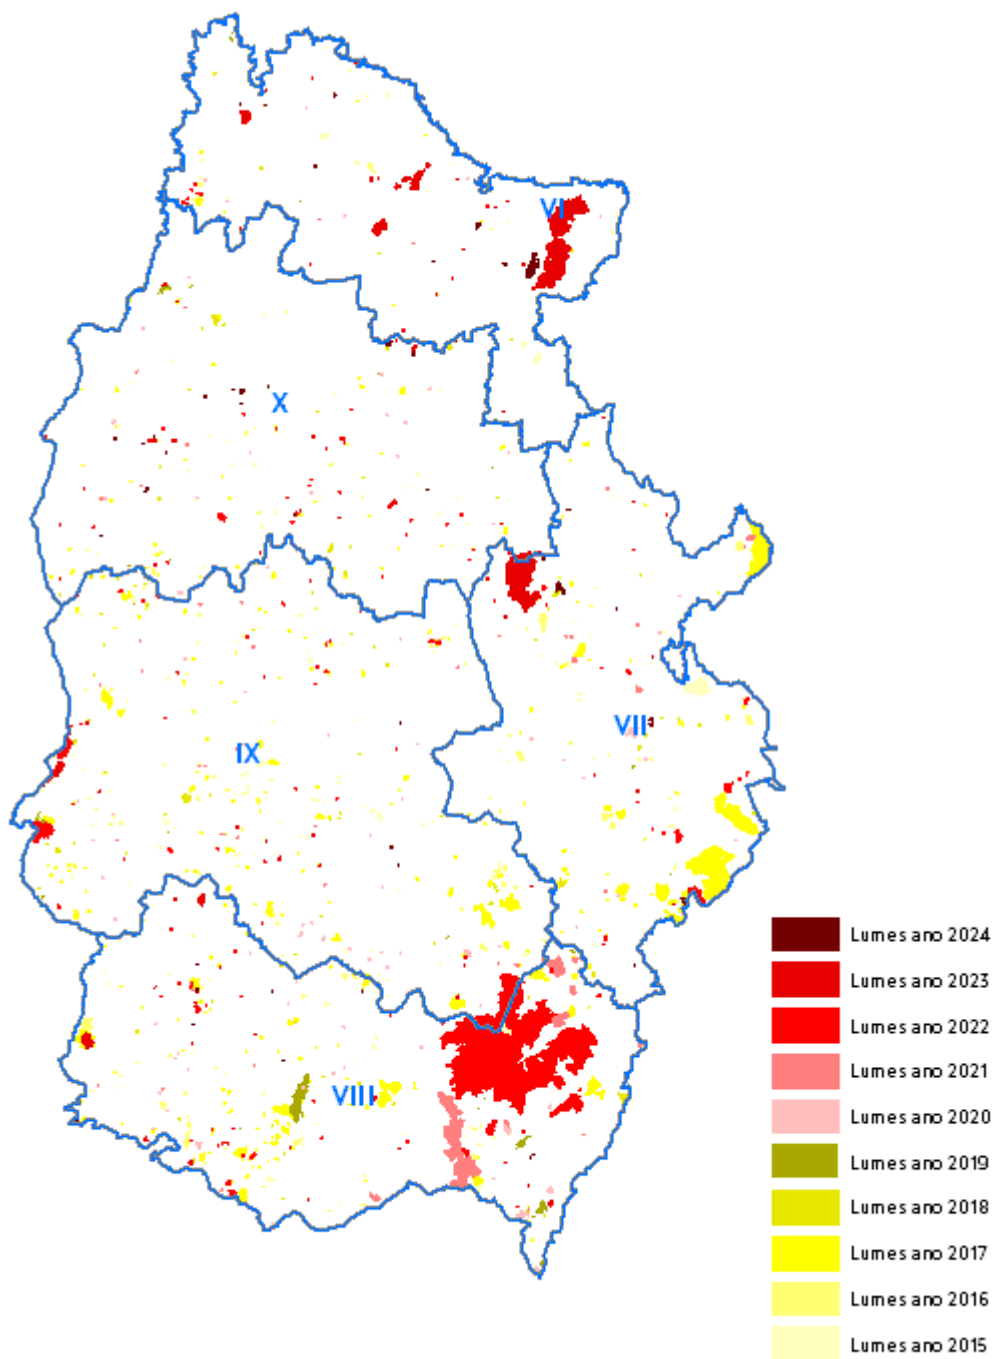 VI
X
VII
IX
VIII
Lumes ano 2024
Lumes ano 2023
Lumes ano 2022
Lumes ano 2021
Lumes ano 2020
Lumes ano 2019
Lumes ano 2018
Lumes ano 2017
Lumes ano 2016
Lumes ano 2015